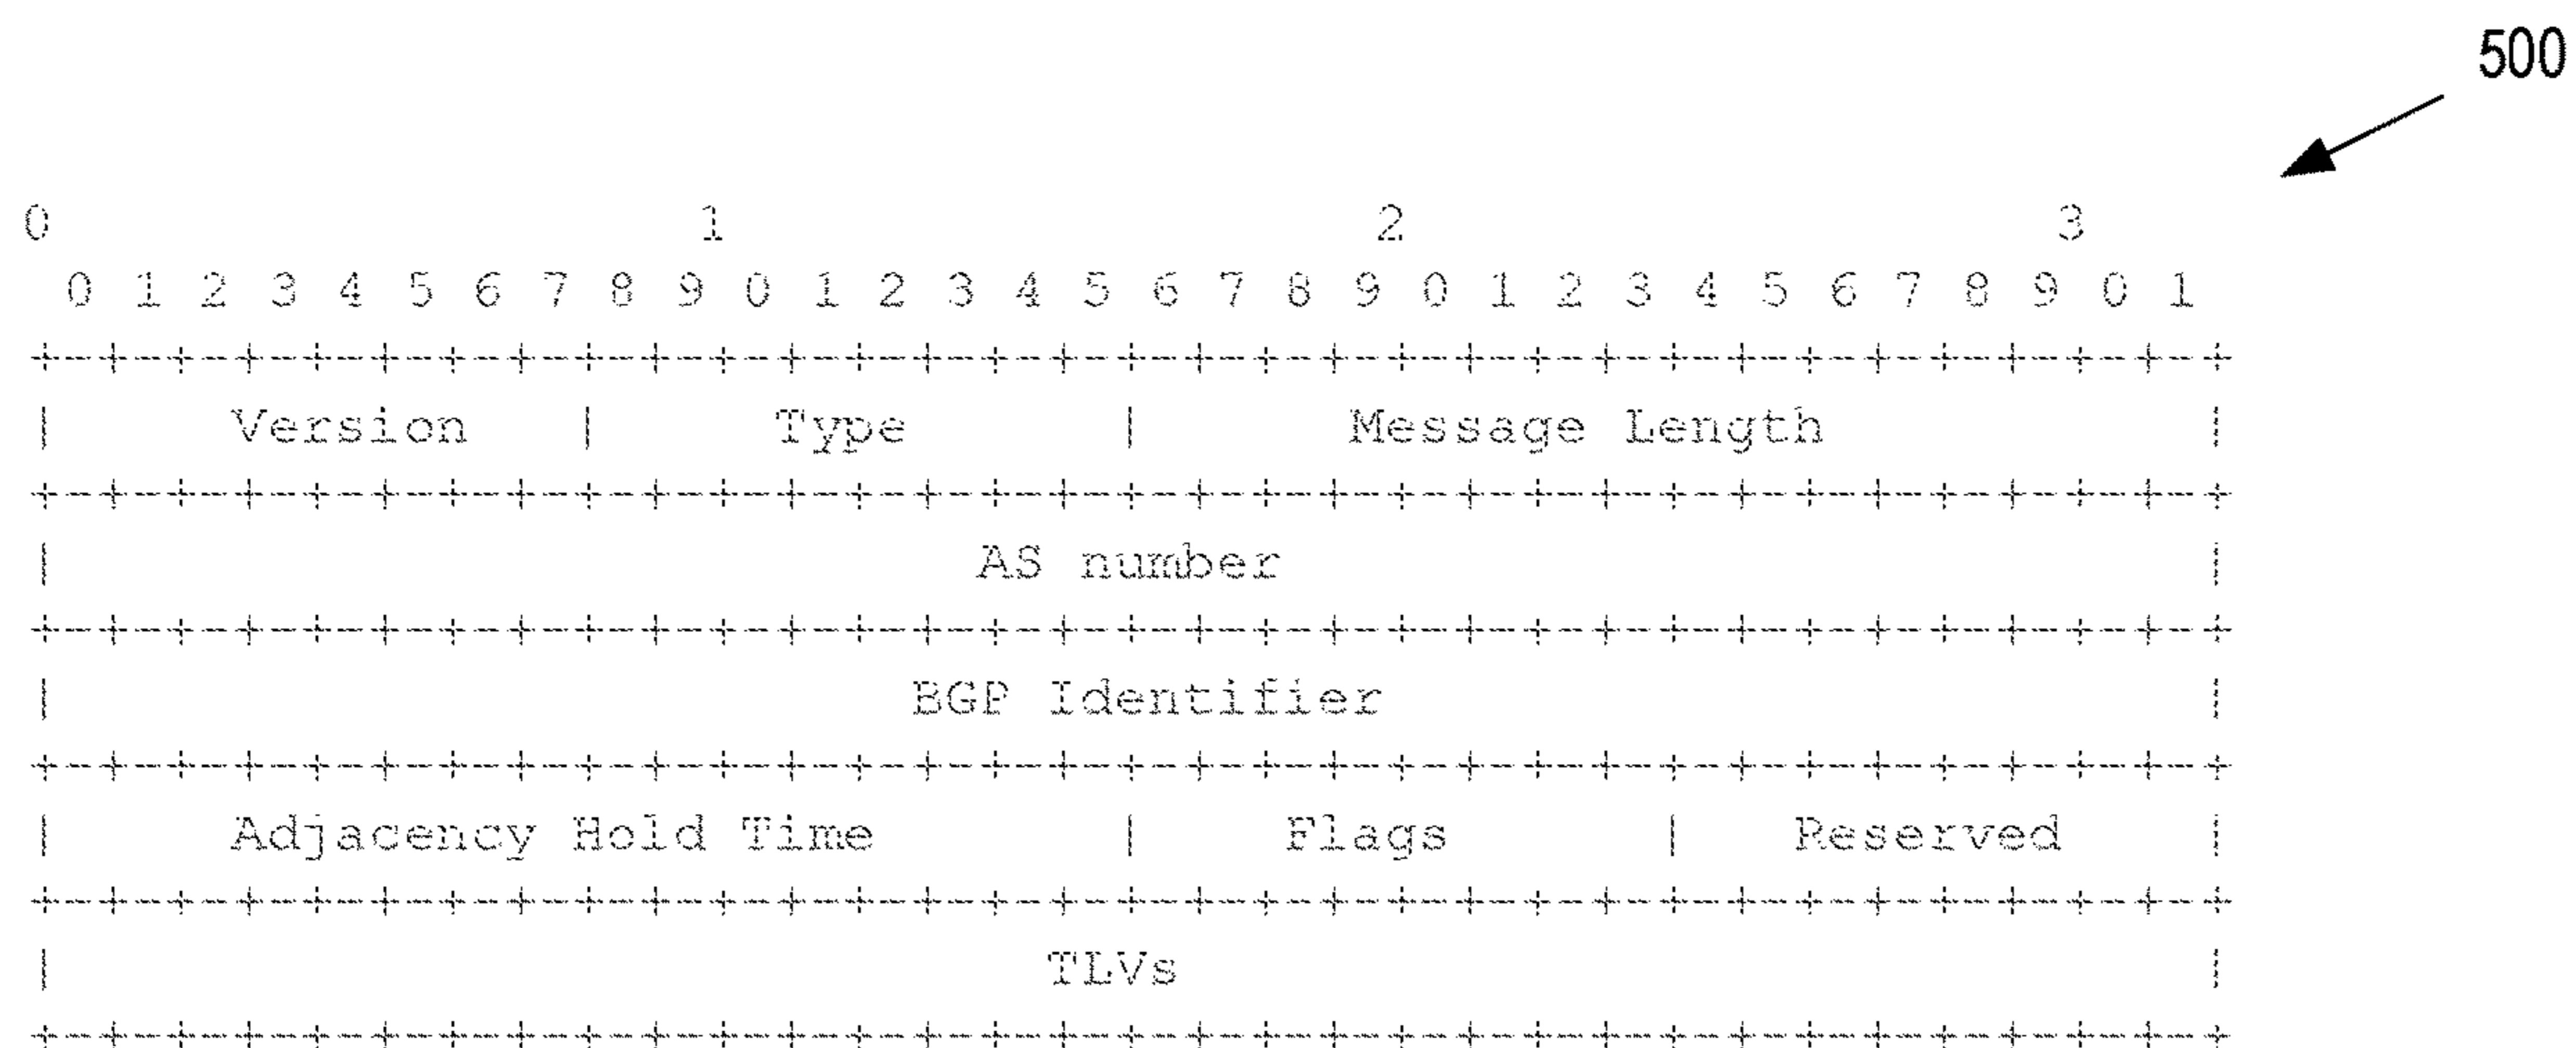 500
0 1 2 3
0 1 2 3 4 5 6 7 8 9 0 1 2 3 4 5 6 7 8 9 0 1 2 3 4 5 6 7 8 9 0 1
+-+-+-+-+-+-+-+-+-+-+-+-+-+-+-+-+-+-+-+-+-+-+-+-+-+-+-+-+-+-+-+-+
| Version | Type | Message Length |
+-+-+-+-+-+-+-+-+-+-+-+-+-+-+-+-+-+-+-+-+-+-+-+-+-+-+-+-+-+-+-+-+
| AS number |
+-+-+-+-+-+-+-+-+-+-+-+-+-+-+-+-+-+-+-+-+-+-+-+-+-+-+-+-+-+-+-+-+
| BGP Identifier |
+-+-+-+-+-+-+-+-+-+-+-+-+-+-+-+-+-+-+-+-+-+-+-+-+-+-+-+-+-+-+-+-+
| Adjacency Hold Time | Flags | Reserved |
+-+-+-+-+-+-+-+-+-+-+-+-+-+-+-+-+-+-+-+-+-+-+-+-+-+-+-+-+-+-+-+-+
| TLVs |
+-+-+-+-+-+-+-+-+-+-+-+-+-+-+-+-+-+-+-+-+-+-+-+-+-+-+-+-+-+-+-+-+